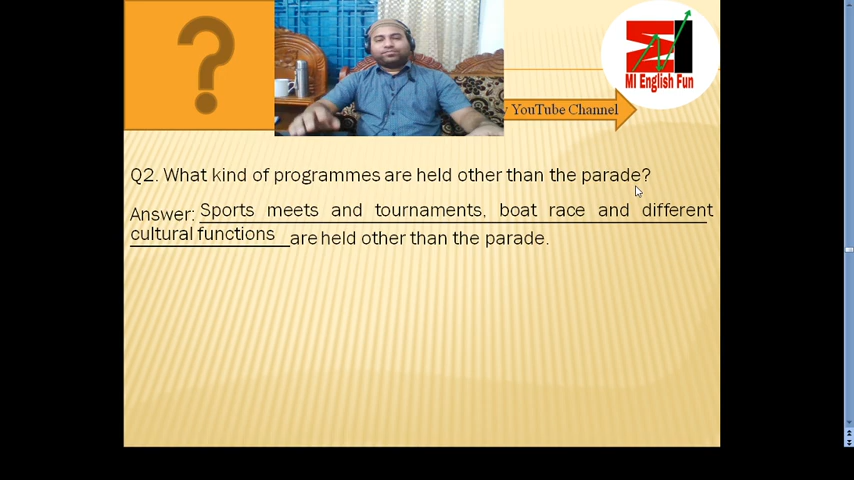 ?
MI English Fun
YouTube Channel
Q2. What kind of programmes are held other than the parade?
Answer: Sports meets and tournaments, boat race and different
cultural functions are held other than the parade.